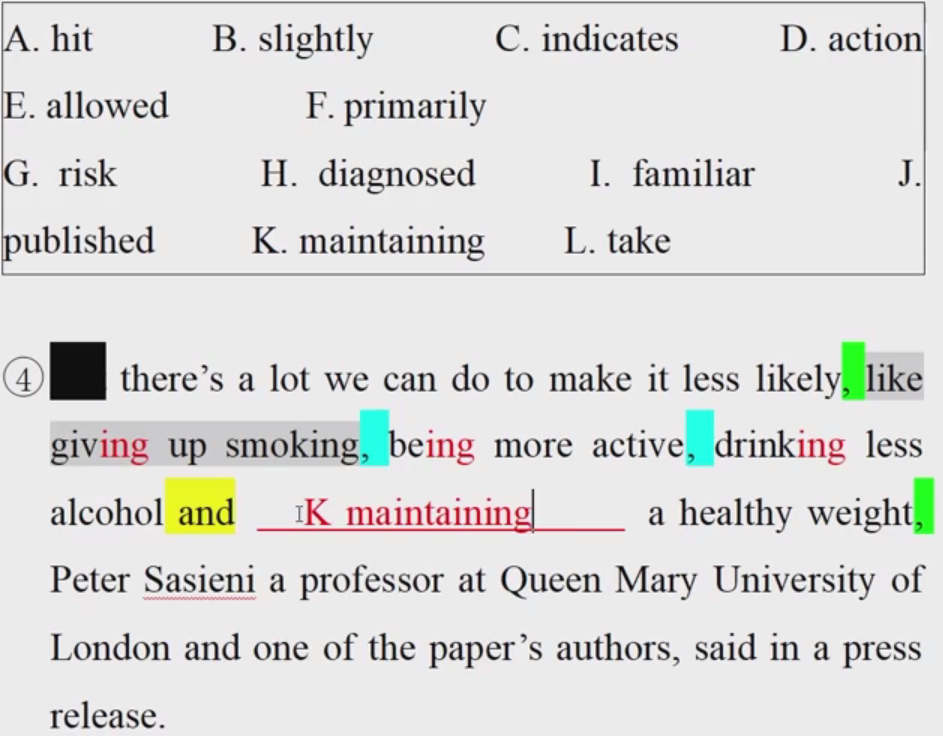 A. hit B. slightly C. indicates D. action
E. allowed F. primarily
G. risk H. diagnosed I. familiar J.
published K. maintaining L. take
④ there’s a lot we can do to make it less likely, like
giving up smoking, being more active, drinking less
alcohol and K maintaining a healthy weight,
Peter Sasieni a professor at Queen Mary University of
London and one of the paper’s authors, said in a press
release.